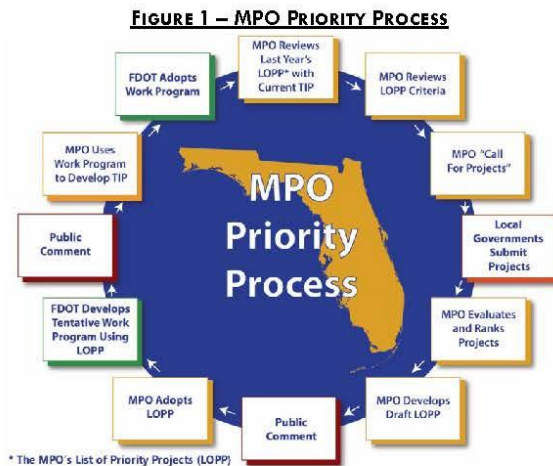 FIGURE 1 – MPO PRIORITY PROCESS
MPO Reviews
Last Year's
LOPP* with
Current TIP
MPO Reviews
LOPP Criteria
MPO "Call
For Projects"
Local
Governments
Submit
Projects
MPO Evaluates
and Ranks
Projects
MPO Develops
Draft LOPP
Public
Comment
MPO Adopts
LOPP
FDOT Develops
Tentative Work
Program Using
LOPP
Public
Comment
MPO Uses
Work Program
to Develop TIP
FDOT Adopts
Work Program
MPO
Priority
Process
* The MPO's List of Priority Projects (LOPP)